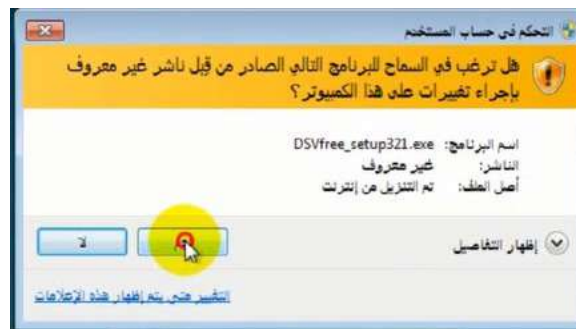 التحكم في حساب المستخدم
هل ترغب في السماح للبرنامج التالي الصادر من قِبل ناشر غير معروف
بإجراء تغييرات على هذا الكمبيوتر؟
اسم البرنامج: DSVfree_setup321.exe
الناشر: غير معروف
أصل الملف: تم التنزيل من إنترنت
إظهار التفاصيل
لا
التغيير متى يتم إظهار هذه الإعلامات